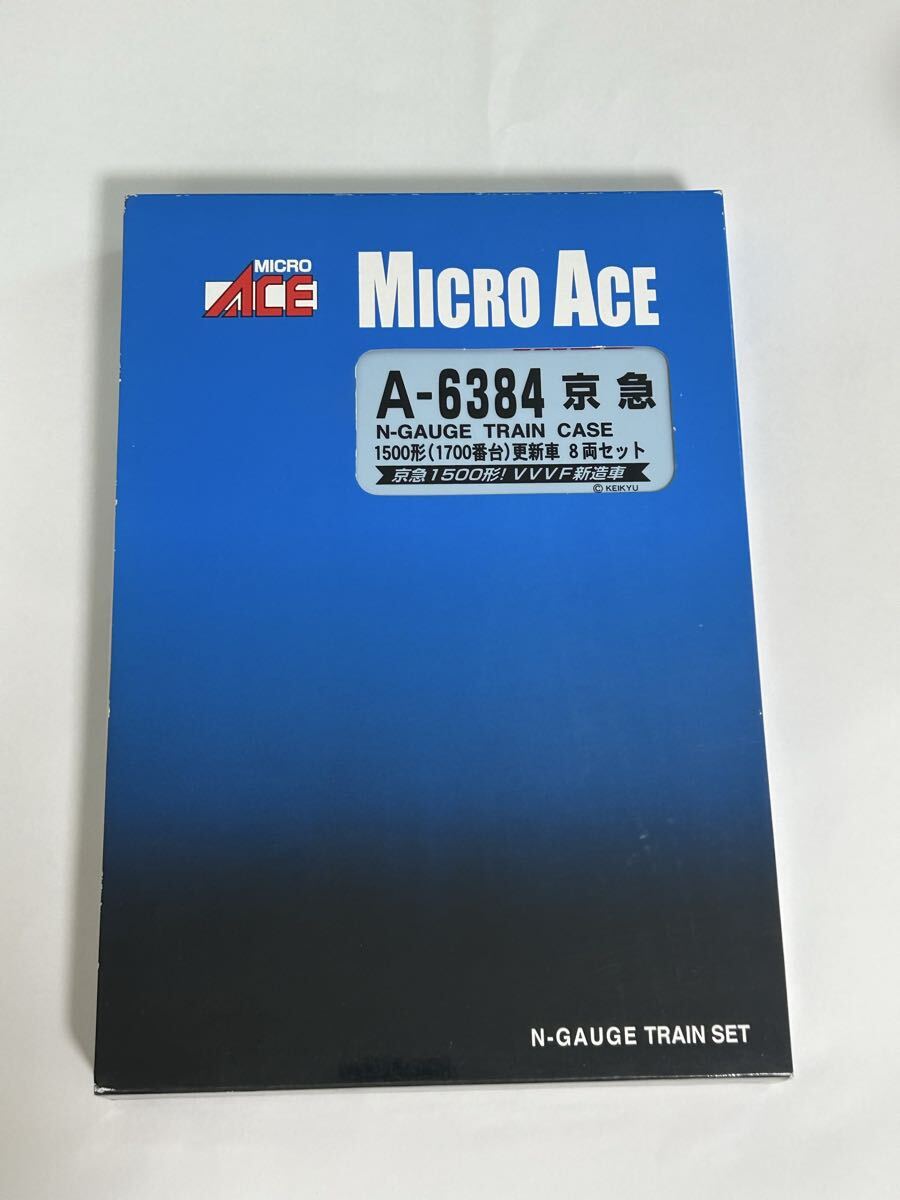 MICRO
ACE
MICRO ACE
A-6384 京急
N-GAUGE TRAIN CASE
1500形(1700番台)更新車 8両セット
京急1500形! VVVF新造車
© KEIKYU
N-GAUGE TRAIN SET